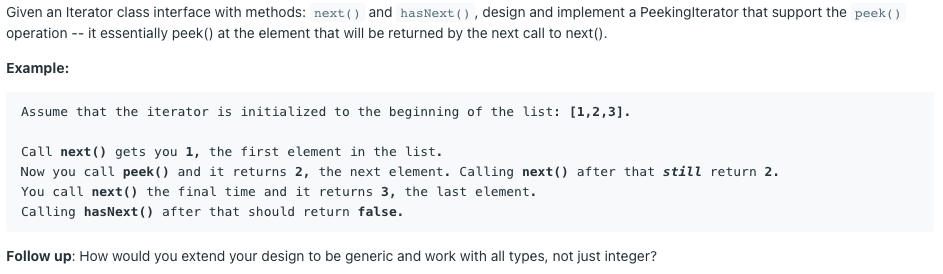 Given an Iterator class interface with methods: next() and hasNext(), design and implement a PeekingIterator that support the peek()
operation -- it essentially peek() at the element that will be returned by the next call to next().
Example:
Assume that the iterator is initialized to the beginning of the list: [1,2,3].
Call next() gets you 1, the first element in the list.
Now you call peek() and it returns 2, the next element. Calling next() after that still return 2.
You call next() the final time and it returns 3, the last element.
Calling hasNext() after that should return false.
Follow up: How would you extend your design to be generic and work with all types, not just integer?